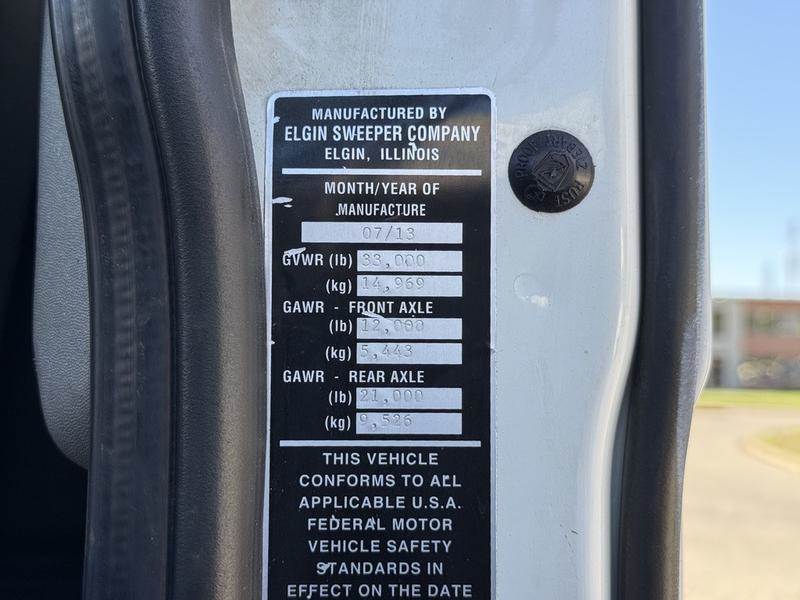 MANUFACTURED BY
ELGIN SWEEPER COMPANY
ELGIN, ILLINOIS
MONTH/YEAR OF
MANUFACTURE
07/13
GVWR (lb) 33,000
(kg) 14,969
GAWR - FRONT AXLE
(lb) 12,000
(kg) 5,443
GAWR - REAR AXLE
(lb) 21,000
(kg) 9,526
THIS VEHICLE
CONFORMS TO ALL
APPLICABLE U.S.A.
FEDERAL MOTOR
VEHICLE SAFETY
STANDARDS IN
EFFECT ON THE DATE
RUST